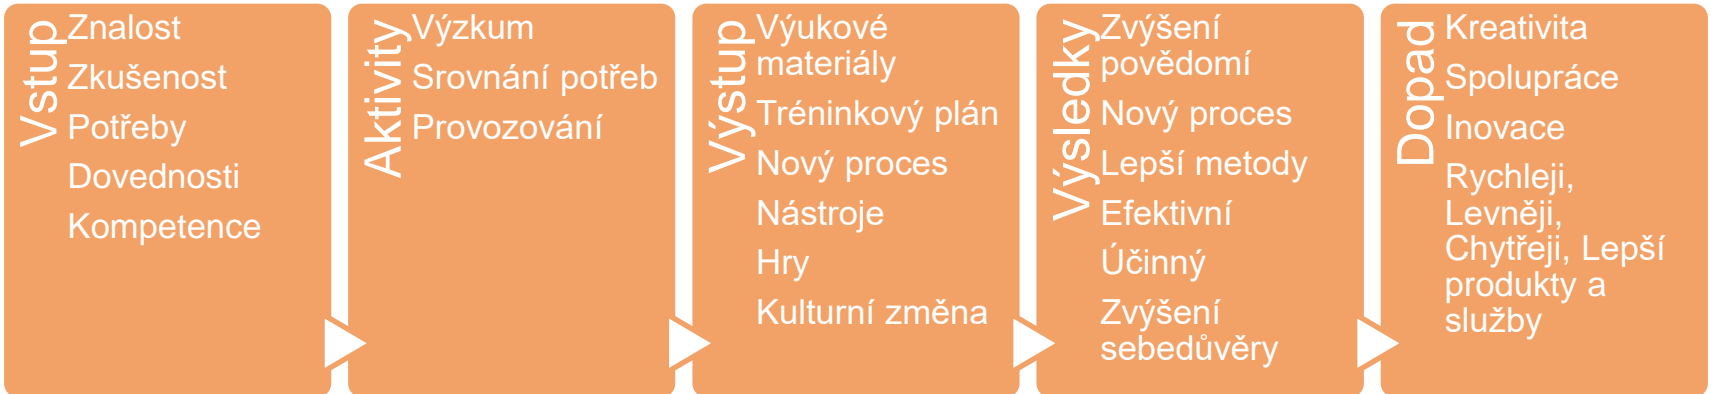 Vstup
Znalost
Zkušenost
Potřeby
Dovednosti
Kompetence
Aktivity
Výzkum
Srovnání potřeb
Provozování
Výstup
Výukové
materiály
Tréninkový plán
Nový proces
Nástroje
Hry
Kulturní změna
Výsledky
Zvýšení
povědomí
Nový proces
Lepší metody
Efektivní
Účinný
Zvýšení
sebedůvěry
Dopad
Kreativita
Spolupráce
Inovace
Rychleji,
Levněji,
Chytřeji, Lepší
produkty a
služby